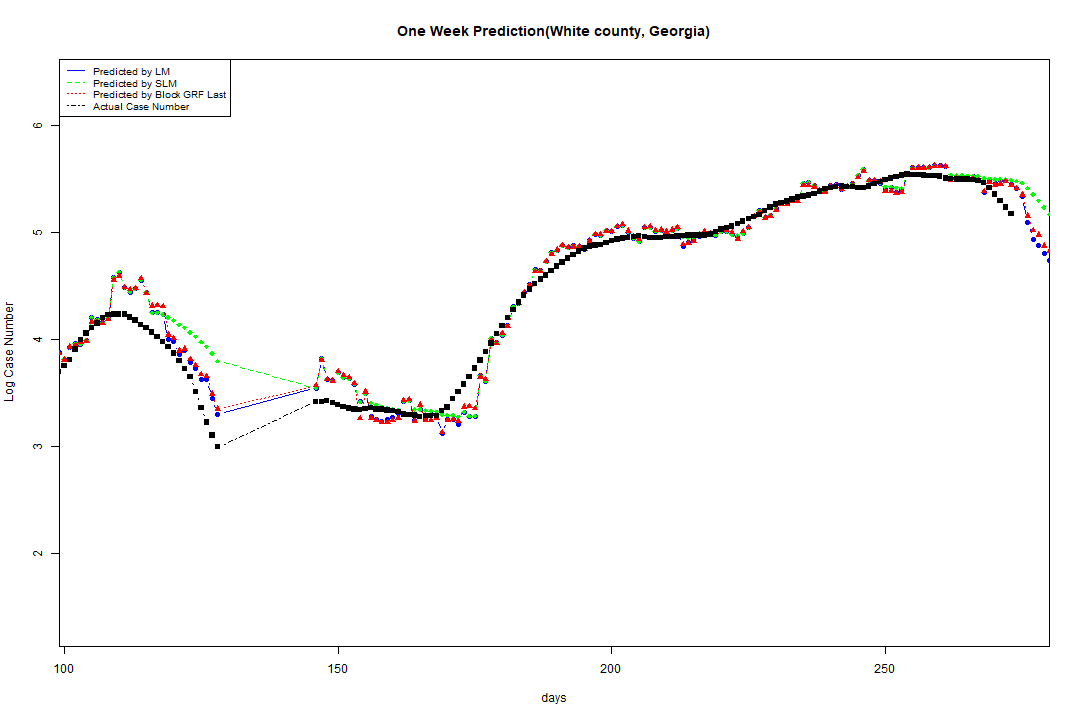 One Week Prediction(White county, Georgia)
Predicted by LM
Predicted by SLM
Predicted by Block GRF Last
Actual Case Number
6
5
4
3
2
Log Case Number
100 150 200 250
days